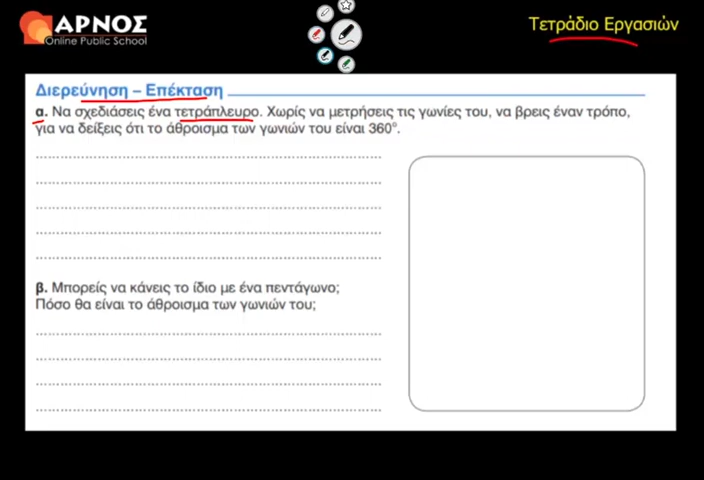 ΑΡΝΟΣ
Online Public School
Τετράδιο Εργασιών
Διερεύνηση – Επέκταση
α. Να σχεδιάσεις ένα τετράπλευρο. Χωρίς να μετρήσεις τις γωνίες του, να βρεις έναν τρόπο,
για να δείξεις ότι το άθροισμα των γωνιών του είναι 360°.
β. Μπορείς να κάνεις το ίδιο με ένα πεντάγωνο;
Πόσο θα είναι το άθροισμα των γωνιών του;